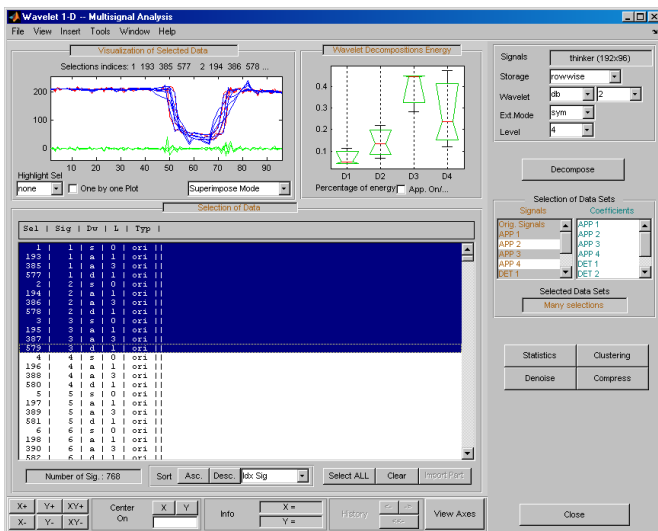 Wavelet 1-D -- Multisignal Analysis
File View Insert Tools Window Help
Visualization of Selected Data
Selections indices: 1 193 385 577 2 194 386 578 ...
200
100
0
10 20 30 40 50 60 70 80 90
Highlight Sel
none
One by one Plot
Superimpose Mode
Wavelet Decompositions Energy
0.4
0.3
0.2
0.1
D1 D2 D3 D4
Percentage of energy
App. On/...
Signals thinker (192x96)
Storage rowwise
Wavelet db 2
Ext.Mode sym
Level 4
Decompose
Selection of Data Sets
Signals Coefficients
Orig. Signals APP 1
APP 1 APP 2
APP 2 APP 3
APP 3 APP 4
APP 4 DET 1
DET 1 DET 2
Selected Data Sets
Many selections
Statistics Clustering
Denoise Compress
Close
Selection of Data
Sel | Sig | Dw | L | Typ |
1 | 1 | s | 0 | ori ||
193 | 1 | a | 1 | ori ||
385 | 1 | a | 3 | ori ||
577 | 1 | d | 1 | ori ||
2 | 2 | s | 0 | ori ||
194 | 2 | a | 1 | ori ||
386 | 2 | a | 3 | ori ||
578 | 2 | d | 1 | ori ||
3 | 3 | s | 0 | ori ||
195 | 3 | a | 1 | ori ||
387 | 3 | a | 3 | ori ||
579 | 3 | d | 1 | ori ||
4 | 4 | s | 0 | ori ||
196 | 4 | a | 1 | ori ||
388 | 4 | a | 3 | ori ||
580 | 4 | d | 1 | ori ||
5 | 5 | s | 0 | ori ||
197 | 5 | a | 1 | ori ||
389 | 5 | a | 3 | ori ||
581 | 5 | d | 1 | ori ||
6 | 6 | s | 0 | ori ||
198 | 6 | a | 1 | ori ||
390 | 6 | a | 3 | ori ||
582 | 6 | d | 1 | ori ||
Number of Sig.: 768
Sort Asc. Desc. Idx Sig
Select ALL Clear Import Part.
X+ Y+ XY+
X- Y- XY-
Center
On
X Y
Info
X =
Y =
History
<- ->
<<-
View Axes